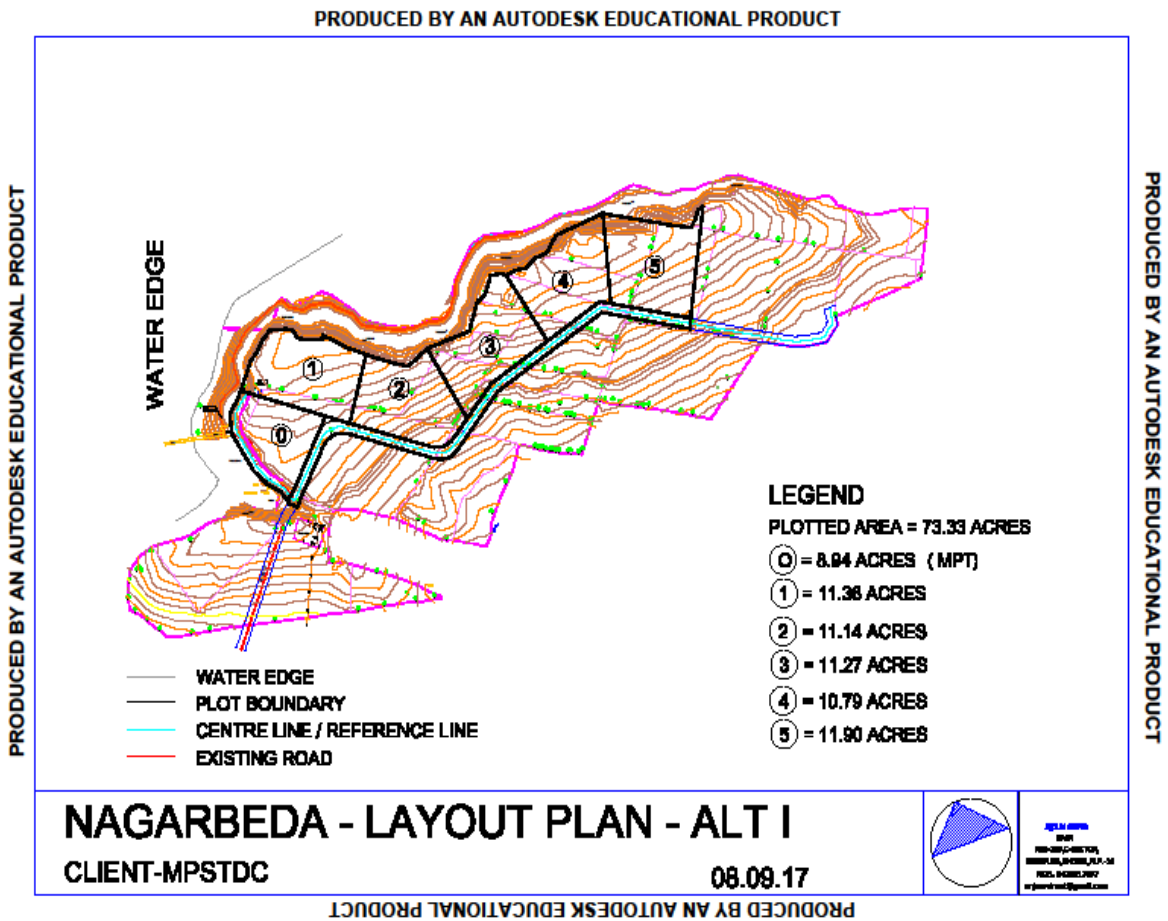 PRODUCED BY AN AUTODESK EDUCATIONAL PRODUCT
PRODUCED BY AN AUTODESK EDUCATIONAL PRODUCT
PRODUCED BY AN AUTODESK EDUCATIONAL PRODUCT
WATER EDGE
0
1
2
3
4
5
LEGEND
PLOTTED AREA = 73.33 ACRES
0 = 8.94 ACRES ( MPT)
1 = 11.36 ACRES
2 = 11.14 ACRES
3 = 11.27 ACRES
4 = 10.79 ACRES
5 = 11.90 ACRES
WATER EDGE
PLOT BOUNDARY
CENTRE LINE / REFERENCE LINE
EXISTING ROAD
NAGARBEDA - LAYOUT PLAN - ALT I
CLIENT-MPSTDC
08.09.17
PRODUCED BY AN AUTODESK EDUCATIONAL PRODUCT